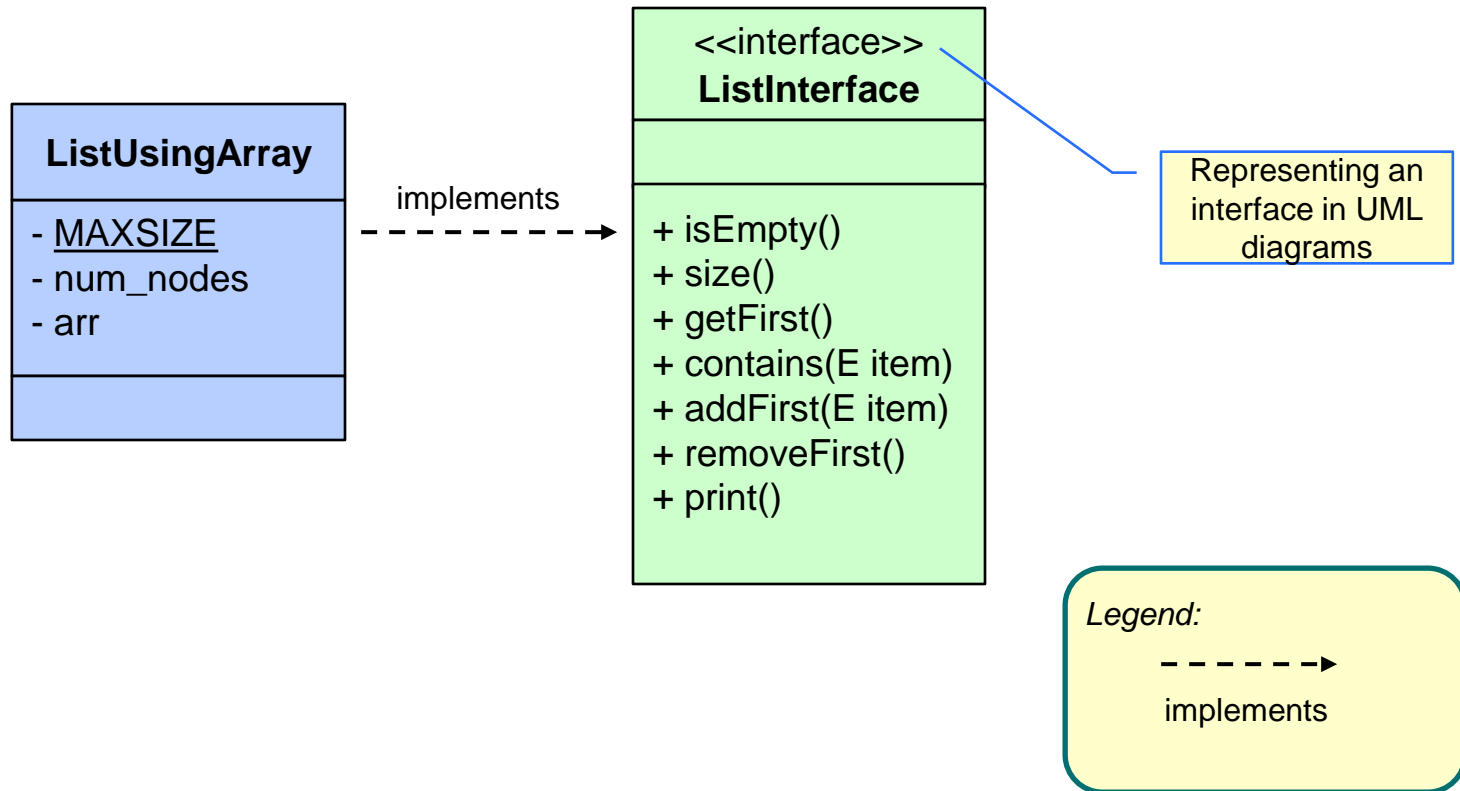 <<interface>>
ListInterface
ListUsingArray
- MAXSIZE
- num_nodes
- arr
implements
+ isEmpty()
+ size()
+ getFirst()
+ contains(E item)
+ addFirst(E item)
+ removeFirst()
+ print()
Representing an
interface in UML
diagrams
Legend:
implements